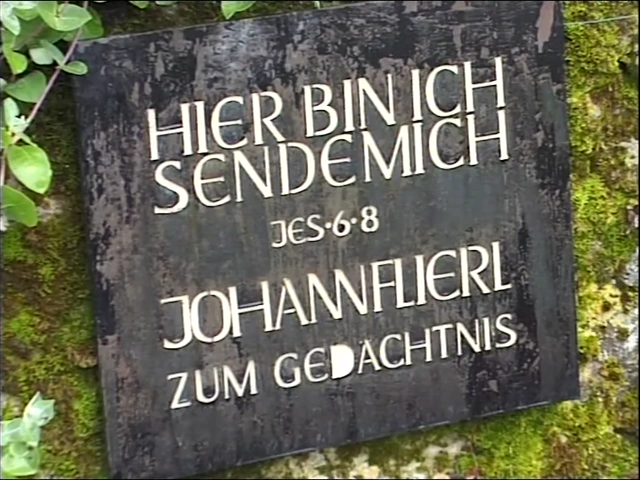 HIER BIN ICH
SENDE MICH
JES·6·8
JOHANN FLIERL
ZUM GEDÄCHTNIS